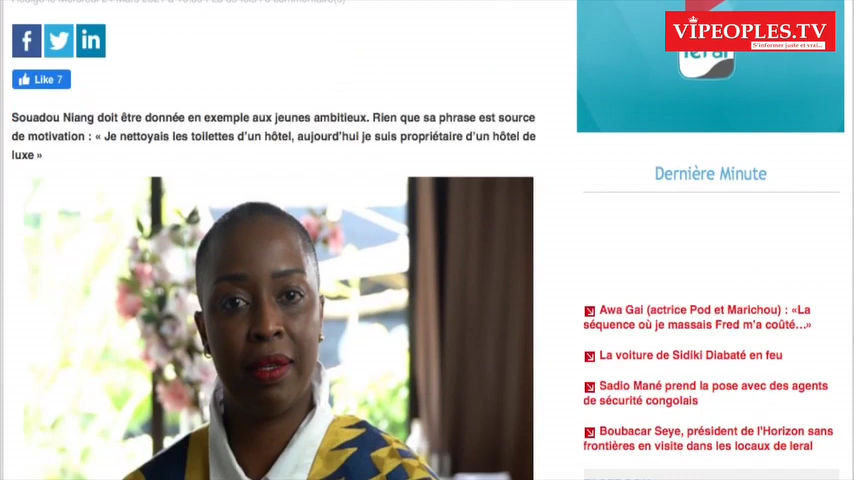 VIPEOPLES.TV
S'informer juste et vrai...
leral
f
in
Like 7
Souadou Niang doit être donnée en exemple aux jeunes ambitieux. Rien que sa phrase est source
de motivation : « Je nettoyais les toilettes d'un hôtel, aujourd'hui je suis propriétaire d'un hôtel de
luxe »
Dernière Minute
Awa Gai (actrice Pod et Marichou) : «La
séquence où je massais Fred m'a coûté...»
La voiture de Sidiki Diabaté en feu
Sadio Mané prend la pose avec des agents
de sécurité congolais
Boubacar Seye, président de l'Horizon sans
frontières en visite dans les locaux de leral